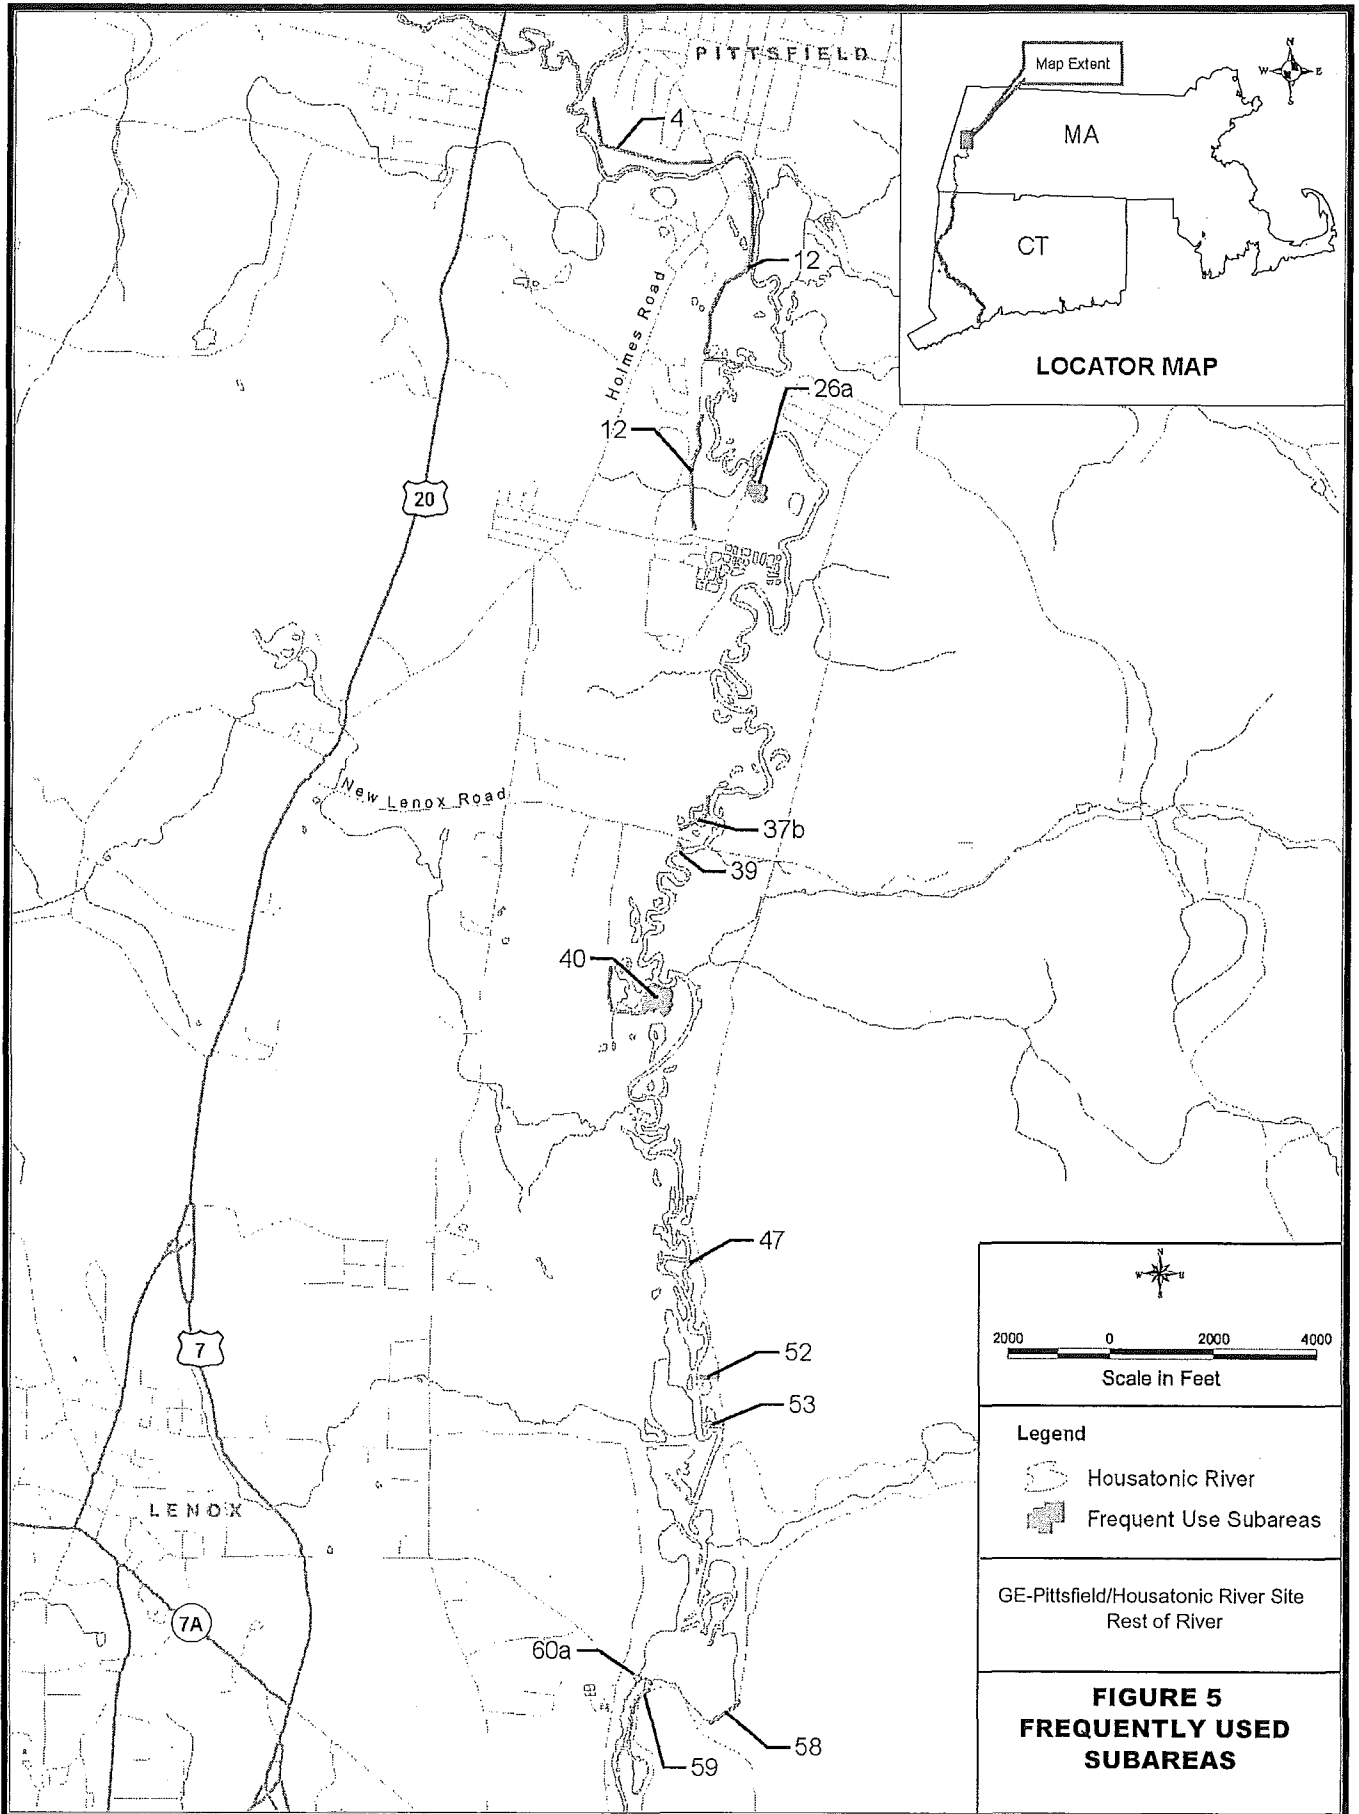 PITTSFIELD
Map Extent
N
W
E
S
MA
CT
LOCATOR MAP
4
12
Holmes Road
26a
12
20
New Lenox Road
37b
39
40
47
7
52
53
LENOX
7A
60a
58
59
N
W
S
2000 0 2000 4000
Scale in Feet
Legend
Housatonic River
Frequent Use Subareas
GE-Pittsfield/Housatonic River Site
Rest of River
FIGURE 5
FREQUENTLY USED
SUBAREAS